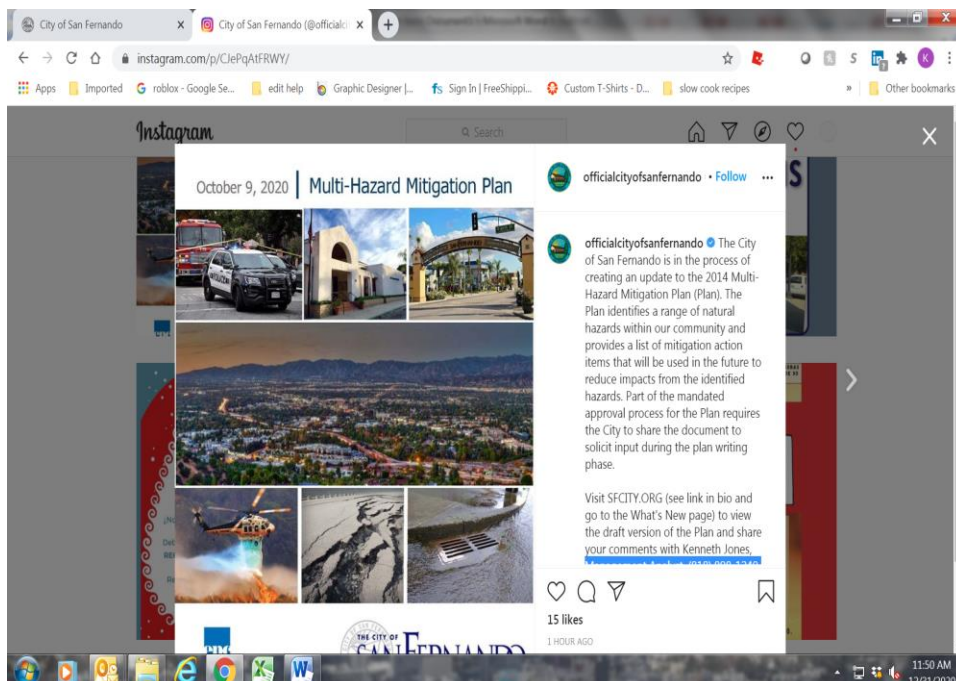 City of San Fernando
City of San Fernando (@officialci
instagram.com/p/CJePqAtFRWY/
Apps
Imported
roblox - Google Se...
edit help
Graphic Designer |...
Sign In | FreeShippi...
Custom T-Shirts - D...
slow cook recipes
Other bookmarks
Instagram
Search
October 9, 2020 | Multi-Hazard Mitigation Plan
THE CITY OF
SAN FERNANDO
officialcityofsanfernando • Follow
officialcityofsanfernando The City
of San Fernando is in the process of
creating an update to the 2014 Multi-
Hazard Mitigation Plan (Plan). The
Plan identifies a range of natural
hazards within our community and
provides a list of mitigation action
items that will be used in the future to
reduce impacts from the identified
hazards. Part of the mandated
approval process for the Plan requires
the City to share the document to
solicit input during the plan writing
phase.
Visit SFCITY.ORG (see link in bio and
go to the What's New page) to view
the draft version of the Plan and share
your comments with Kenneth Jones,
Management Analyst, (818)
15 likes
1 HOUR AGO
11:50 AM
12/31/2020